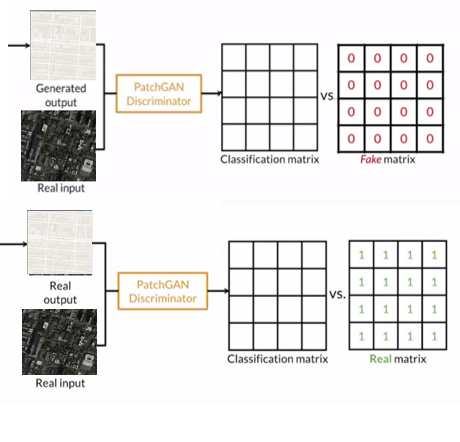 Generated
output
PatchGAN
Discriminator
Real input
Classification matrix
vs
0 0 0 0
0 0 0 0
0 0 0 0
0 0 0 0
Fake matrix
Real
output
PatchGAN
Discriminator
Real input
Classification matrix
vs.
1 1 1 1
1 1 1 1
1 1 1 1
1 1 1 1
Real matrix